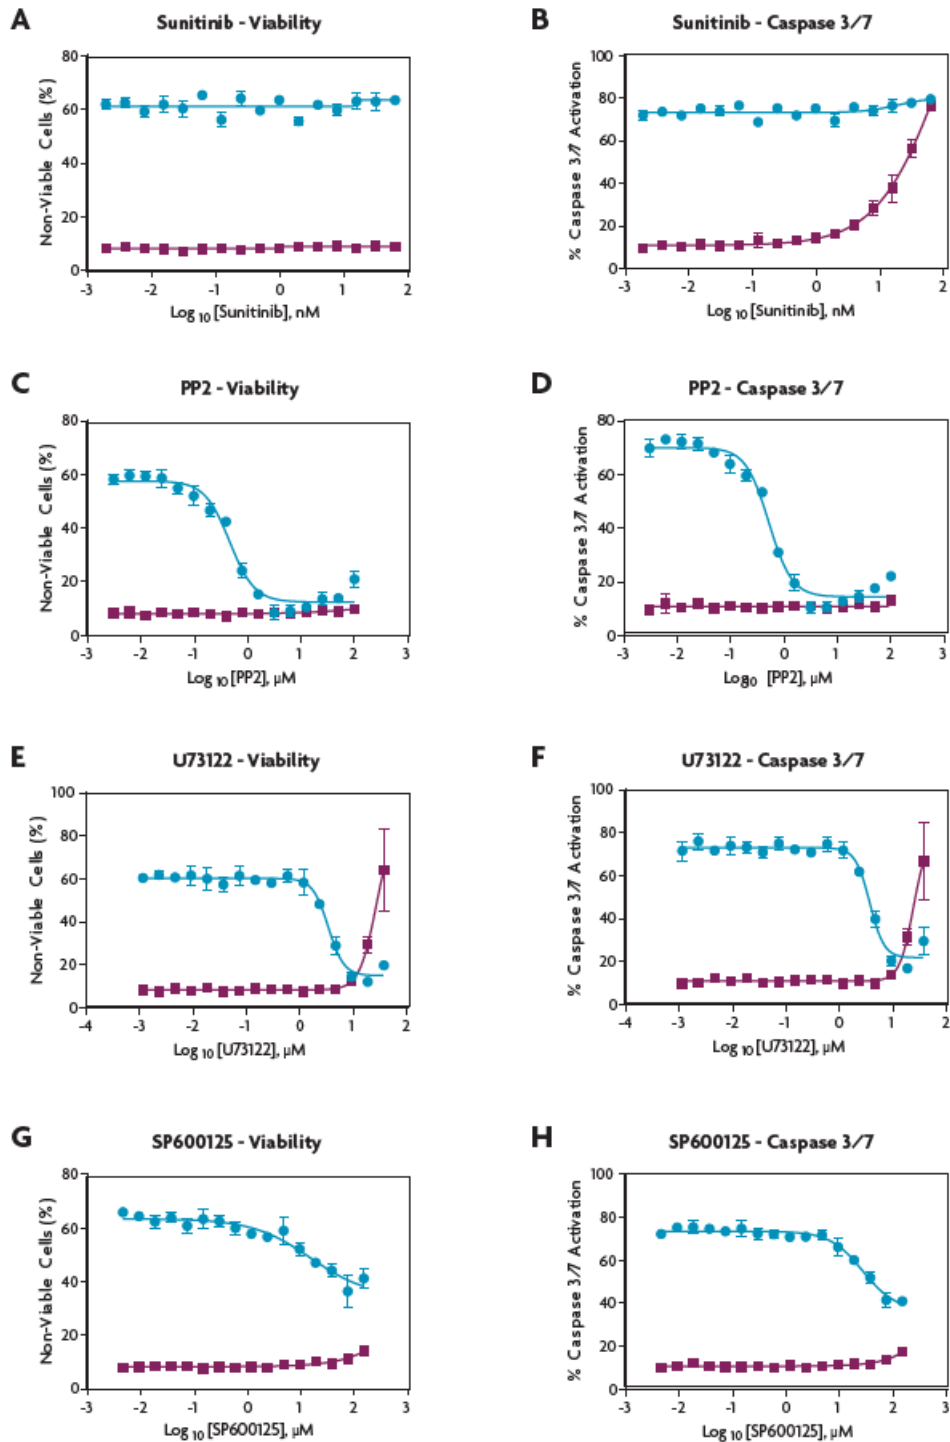 A
Sunitinib - Viability
80
60
40
20
0
Non-Viable Cells (%)
-3 -2 -1 0 1 2
Log 10 [Sunitinib], nM
B
Sunitinib - Caspase 3/7
100
80
60
40
20
0
% Caspase 3/7 Activation
-3 -2 -1 0 1 2
Log 10 [Sunitinib], nM
C
PP2 - Viability
80
60
40
20
0
Non-Viable Cells (%)
-3 -2 -1 0 1 2 3
Log 10 [PP2], μM
D
PP2 - Caspase 3/7
80
60
40
20
0
% Caspase 3/7 Activation
-3 -2 -1 0 1 2 3
Log10 [PP2], μM
E
U73122 - Viability
100
80
60
40
20
0
Non-Viable Cells (%)
-4 -3 -2 -1 0 1 2
Log 10 [U73122], μM
F
U73122 - Caspase 3/7
100
80
60
40
20
0
% Caspase 3/7 Activation
-4 -3 -2 -1 0 1 2
Log 10 [U73122], μM
G
SP600125 - Viability
80
60
40
20
0
Non-Viable Cells (%)
-3 -2 -1 0 1 2 3
Log 10 [SP600125], μM
H
SP600125 - Caspase 3/7
100
80
60
40
20
0
% Caspase 3/7 Activation
-3 -2 -1 0 1 2 3
Log 10 [SP600125], μM